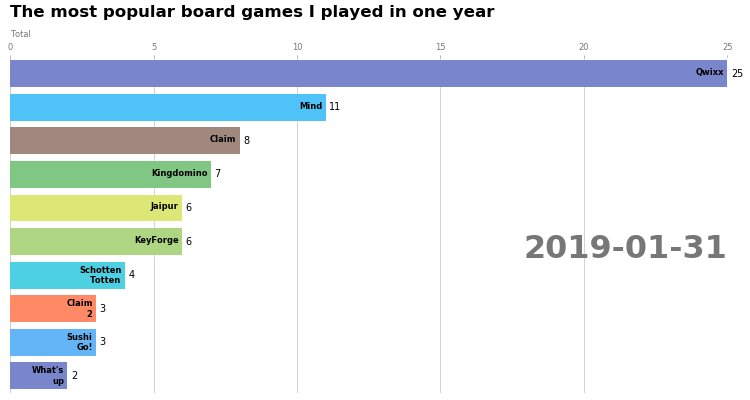 The most popular board games I played in one year
Total
0 5 10 15 20 25
Qwixx 25
Mind 11
Claim 8
Kingdomino 7
Jaipur 6
KeyForge 6
2019-01-31
Schotten
Totten 4
Claim
2 3
Sushi
Go! 3
What's
up 2